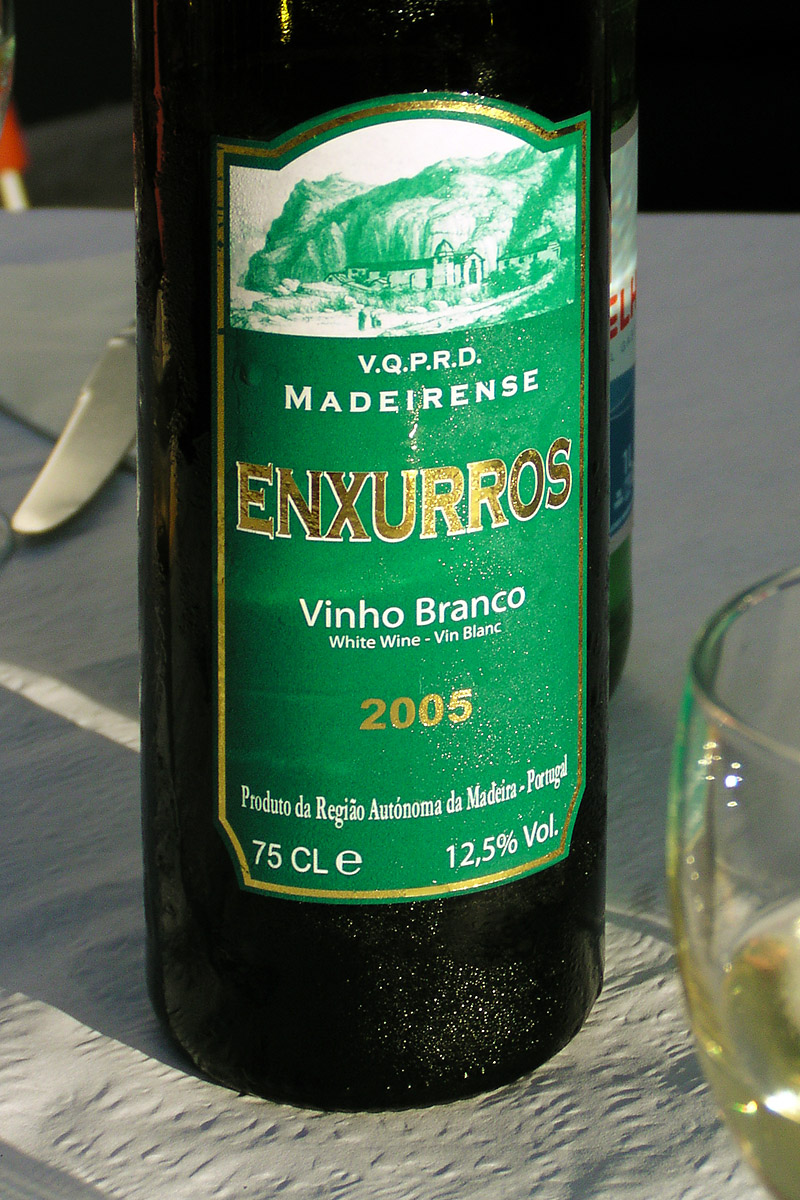 V.Q.P.R.D.
MADEIRENSE
ENXURROS
Vinho Branco
White Wine - Vin Blanc
2005
Produto da Região Autónoma da Madeira - Portugal
75 CL e 12,5% Vol.